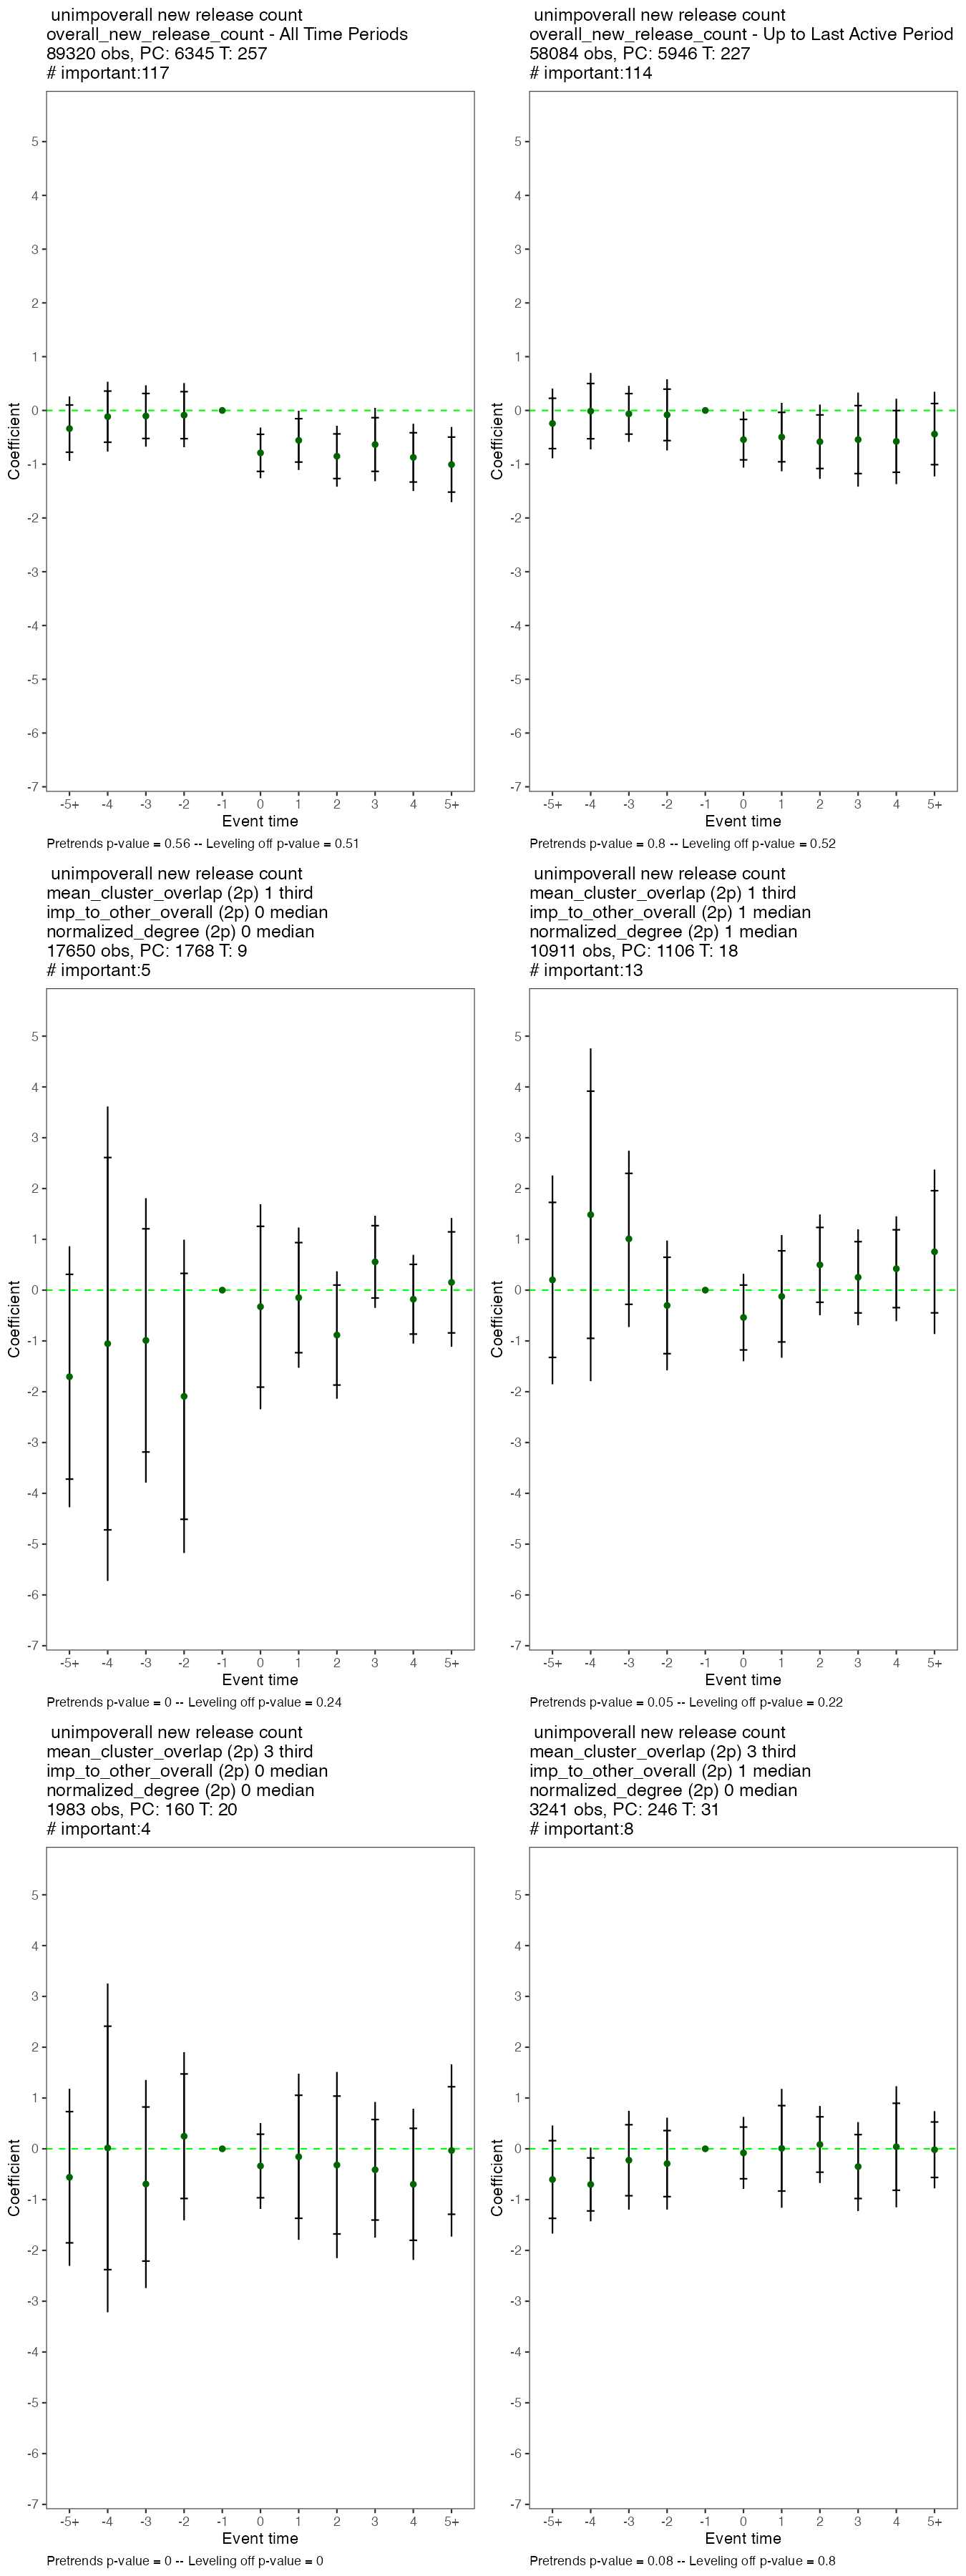 unimpoverall new release count
overall_new_release_count - All Time Periods
89320 obs, PC: 6345 T: 257
# important:117
5
4
3
2
1
0
-1
-2
-3
-4
-5
-6
-7
Coefficient
-5+ -4 -3 -2 -1 0 1 2 3 4 5+
Event time
Pretrends p-value = 0.56 -- Leveling off p-value = 0.51
unimpoverall new release count
overall_new_release_count - Up to Last Active Period
58084 obs, PC: 5946 T: 227
# important:114
5
4
3
2
1
0
-1
-2
-3
-4
-5
-6
-7
Coefficient
-5+ -4 -3 -2 -1 0 1 2 3 4 5+
Event time
Pretrends p-value = 0.8 -- Leveling off p-value = 0.52
unimpoverall new release count
mean_cluster_overlap (2p) 1 third
imp_to_other_overall (2p) 0 median
normalized_degree (2p) 0 median
17650 obs, PC: 1768 T: 9
# important:5
5
4
3
2
1
0
-1
-2
-3
-4
-5
-6
-7
Coefficient
-5+ -4 -3 -2 -1 0 1 2 3 4 5+
Event time
Pretrends p-value = 0 -- Leveling off p-value = 0.24
unimpoverall new release count
mean_cluster_overlap (2p) 1 third
imp_to_other_overall (2p) 1 median
normalized_degree (2p) 1 median
10911 obs, PC: 1106 T: 18
# important:13
5
4
3
2
1
0
-1
-2
-3
-4
-5
-6
-7
Coefficient
-5+ -4 -3 -2 -1 0 1 2 3 4 5+
Event time
Pretrends p-value = 0.05 -- Leveling off p-value = 0.22
unimpoverall new release count
mean_cluster_overlap (2p) 3 third
imp_to_other_overall (2p) 0 median
normalized_degree (2p) 0 median
1983 obs, PC: 160 T: 20
# important:4
5
4
3
2
1
0
-1
-2
-3
-4
-5
-6
-7
Coefficient
-5+ -4 -3 -2 -1 0 1 2 3 4 5+
Event time
Pretrends p-value = 0 -- Leveling off p-value = 0
unimpoverall new release count
mean_cluster_overlap (2p) 3 third
imp_to_other_overall (2p) 1 median
normalized_degree (2p) 0 median
3241 obs, PC: 246 T: 31
# important:8
5
4
3
2
1
0
-1
-2
-3
-4
-5
-6
-7
Coefficient
-5+ -4 -3 -2 -1 0 1 2 3 4 5+
Event time
Pretrends p-value = 0.08 -- Leveling off p-value = 0.8